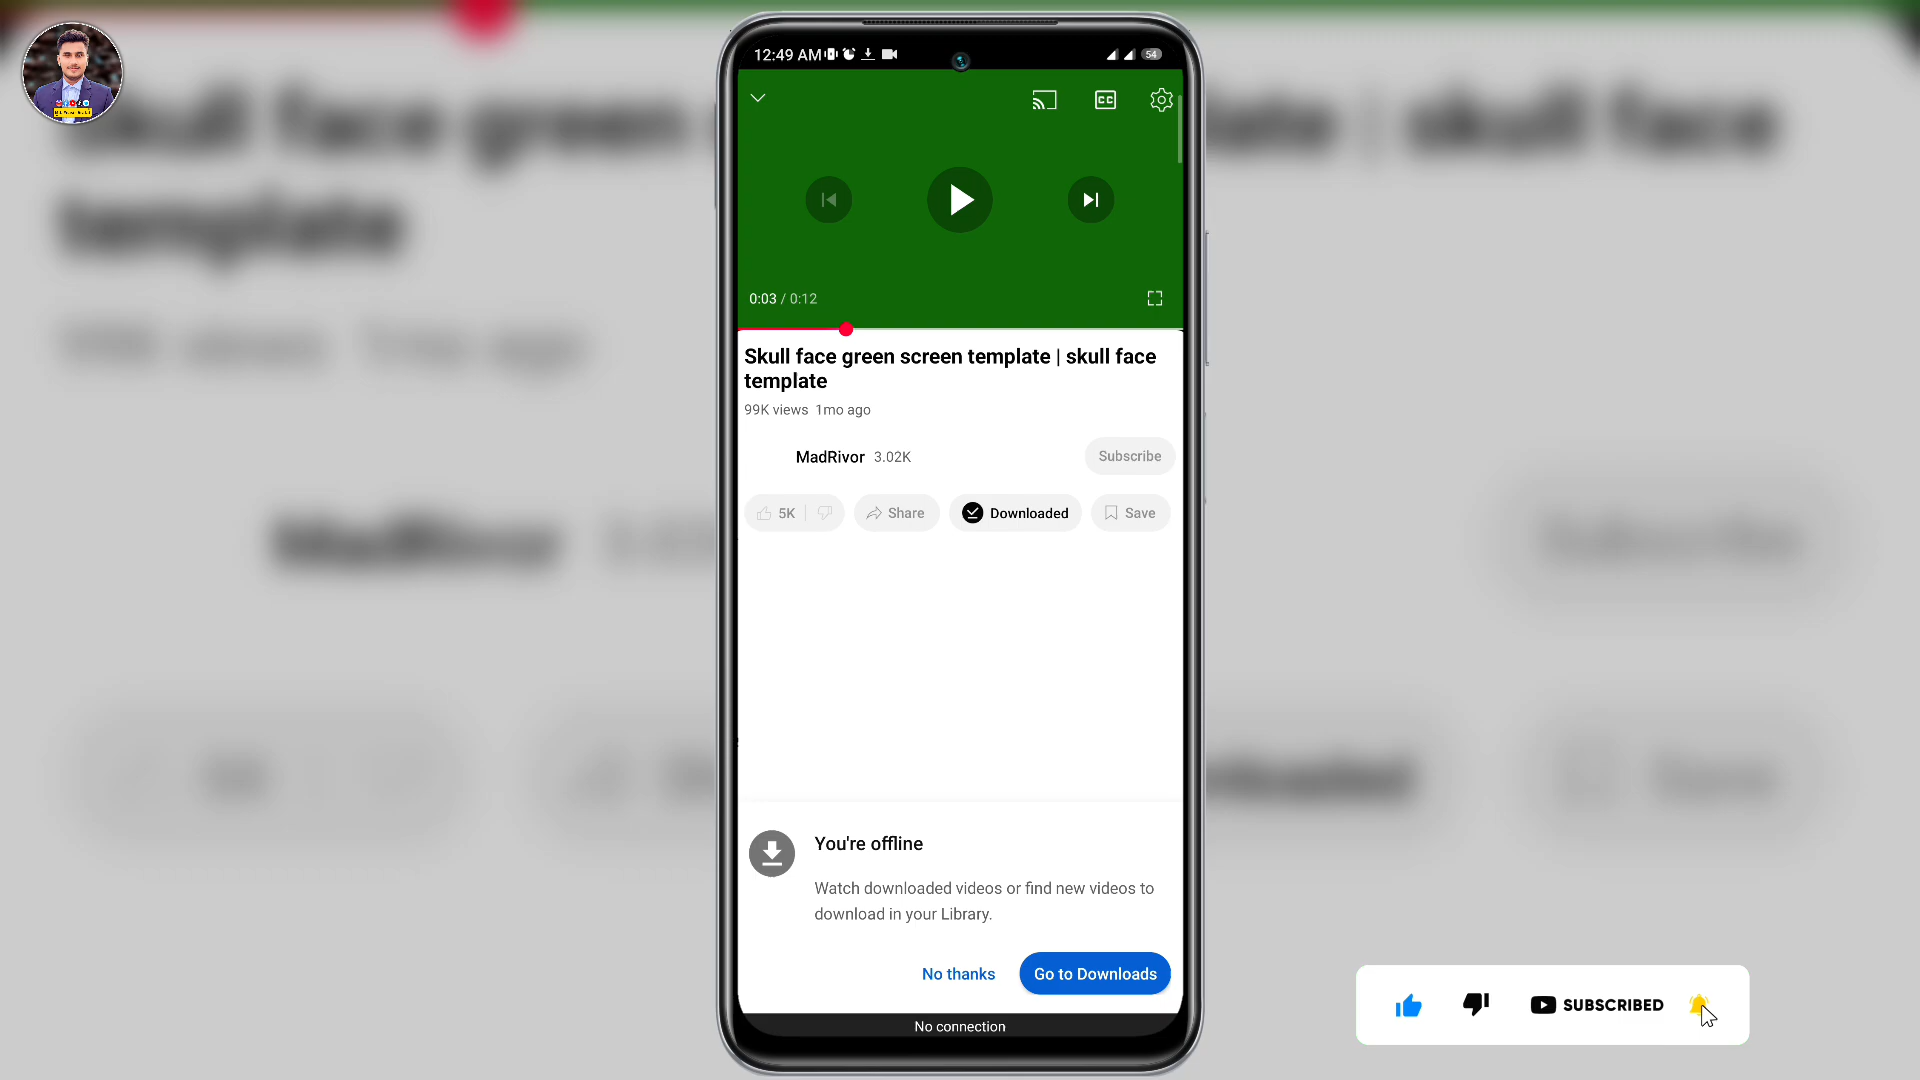 12:49 AM
54
CC
0:03 / 0:12
Skull face green screen template | skull face
template
99K views 1mo ago
MadRivor 3.02K
Subscribe
5K
Share
Downloaded
Save
You're offline
Watch downloaded videos or find new videos to
download in your Library.
No thanks
Go to Downloads
No connection
SUBSCRIBED